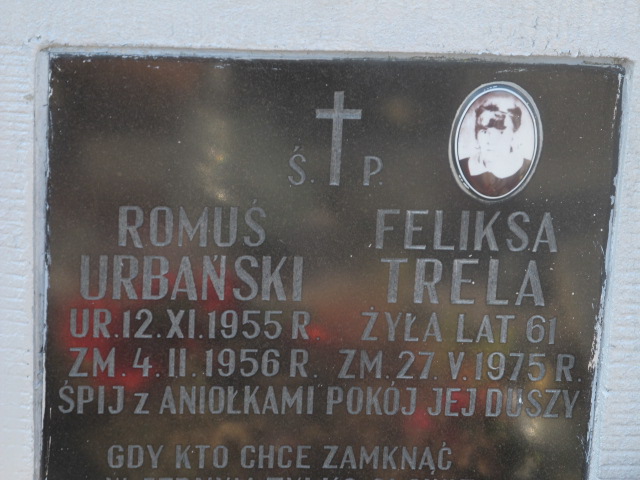 Ś. P.
ROMUŚ
URBAŃSKI
UR. 12. XI. 1955 R.
ZM. 4. II. 1956 R.
ŚPIJ z ANIOŁKAMI
FELIKSA
TRELA
ŻYŁA LAT 61
ZM. 27. V. 1975 R.
POKÓJ JEJ DUSZY
GDY KTO CHCE ZAMKNĄĆ